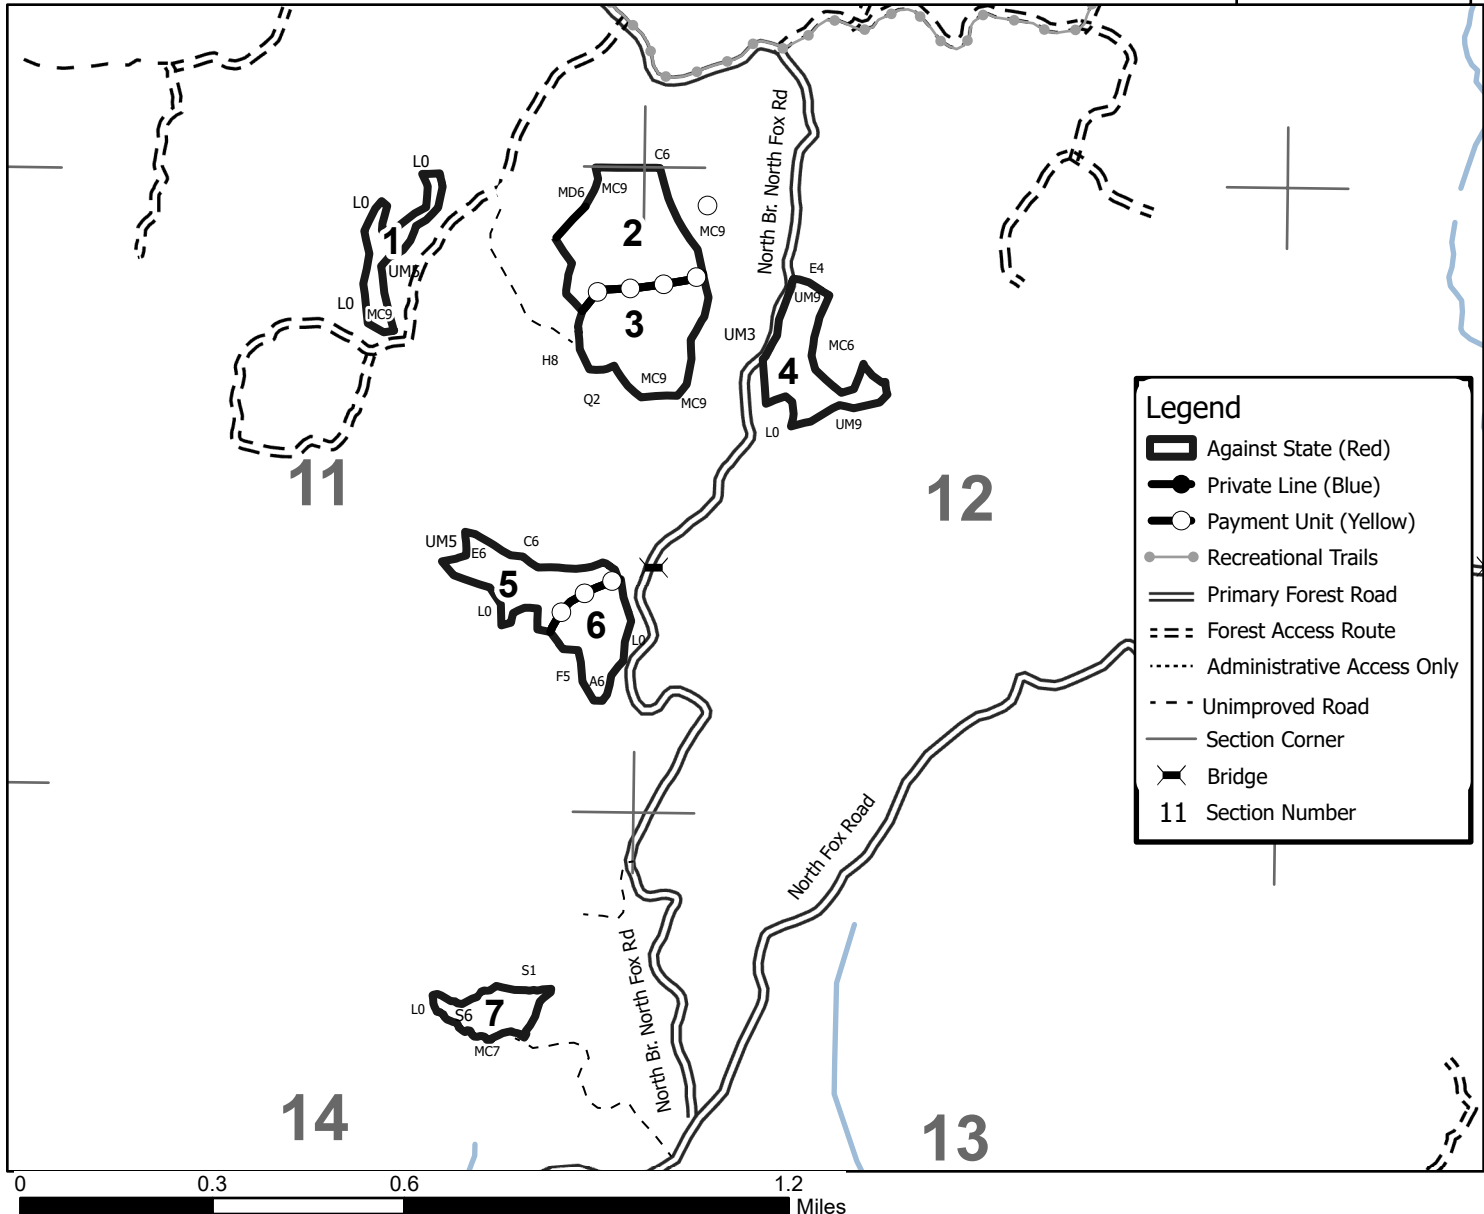 C6
L0
MD6
MC9
L0
North Br. North Fox Rd
2
MC9
1
UM5
E4
UM9
L0
MC9
3
UM3
MC6
H8
4
MC9
Q2
MC9
L0
UM9
11
12
Legend
Against State (Red)
Private Line (Blue)
Payment Unit (Yellow)
Recreational Trails
Primary Forest Road
Forest Access Route
Administrative Access Only
Unimproved Road
Section Corner
Bridge
11 Section Number
UM5
E6
C6
5
L0
6
L0
F5
A6
North Fox Road
North Br. North Fox Rd
S1
L0
S6
7
MC7
14
13
0 0.3 0.6 1.2
Miles